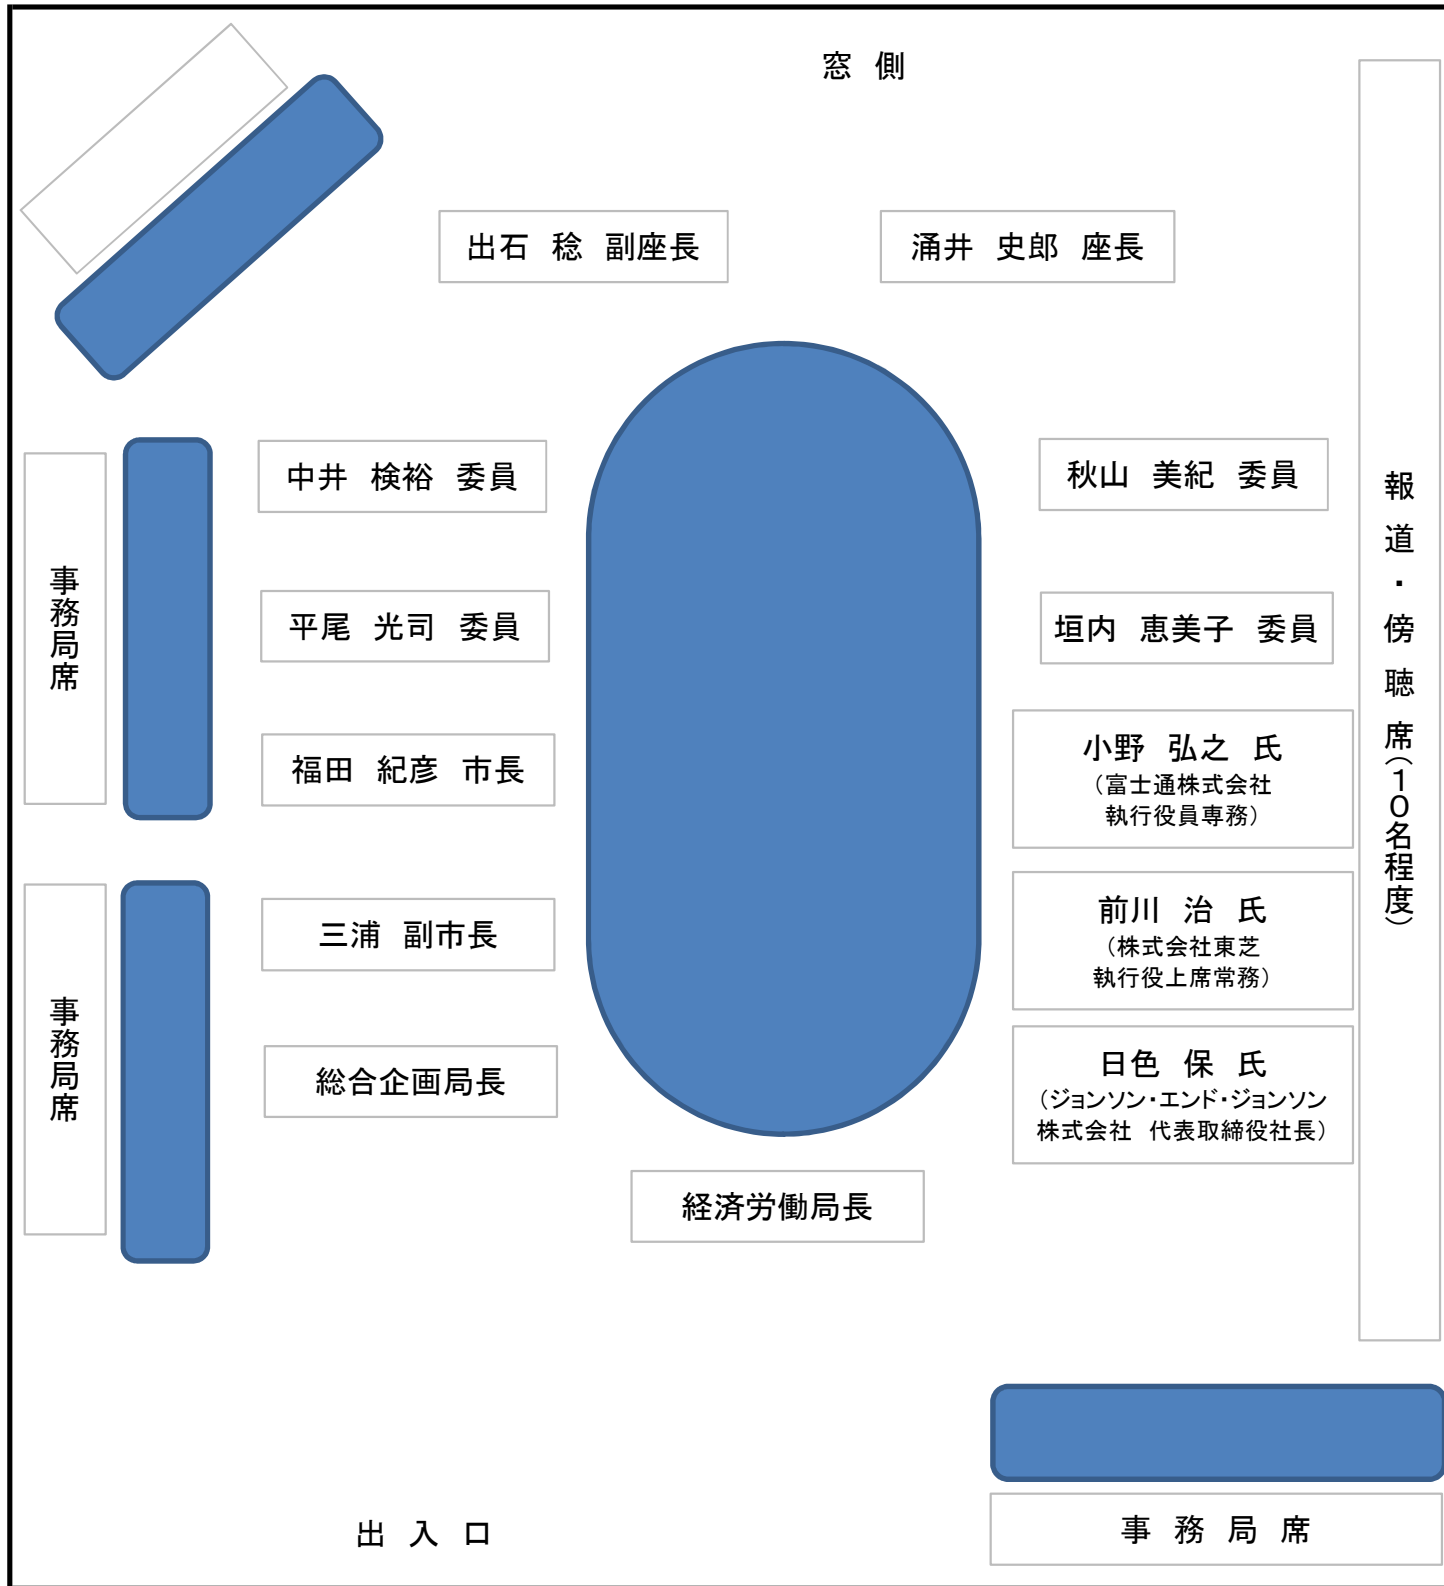 窓 側
出石 稔 副座長
涌井 史郎 座長
中井 検裕 委員
秋山 美紀 委員
平尾 光司 委員
垣内 恵美子 委員
福田 紀彦 市長
小野 弘之 氏
（富士通株式会社
執行役員専務）
三浦 副市長
前川 治 氏
（株式会社東芝
執行役上席常務）
総合企画局長
日色 保 氏
（ジョンソン・エンド・ジョンソン
株式会社 代表取締役社長）
経済労働局長
事務局席
事務局席
報道・傍聴席（１０名程度）
出 入 口
事 務 局 席